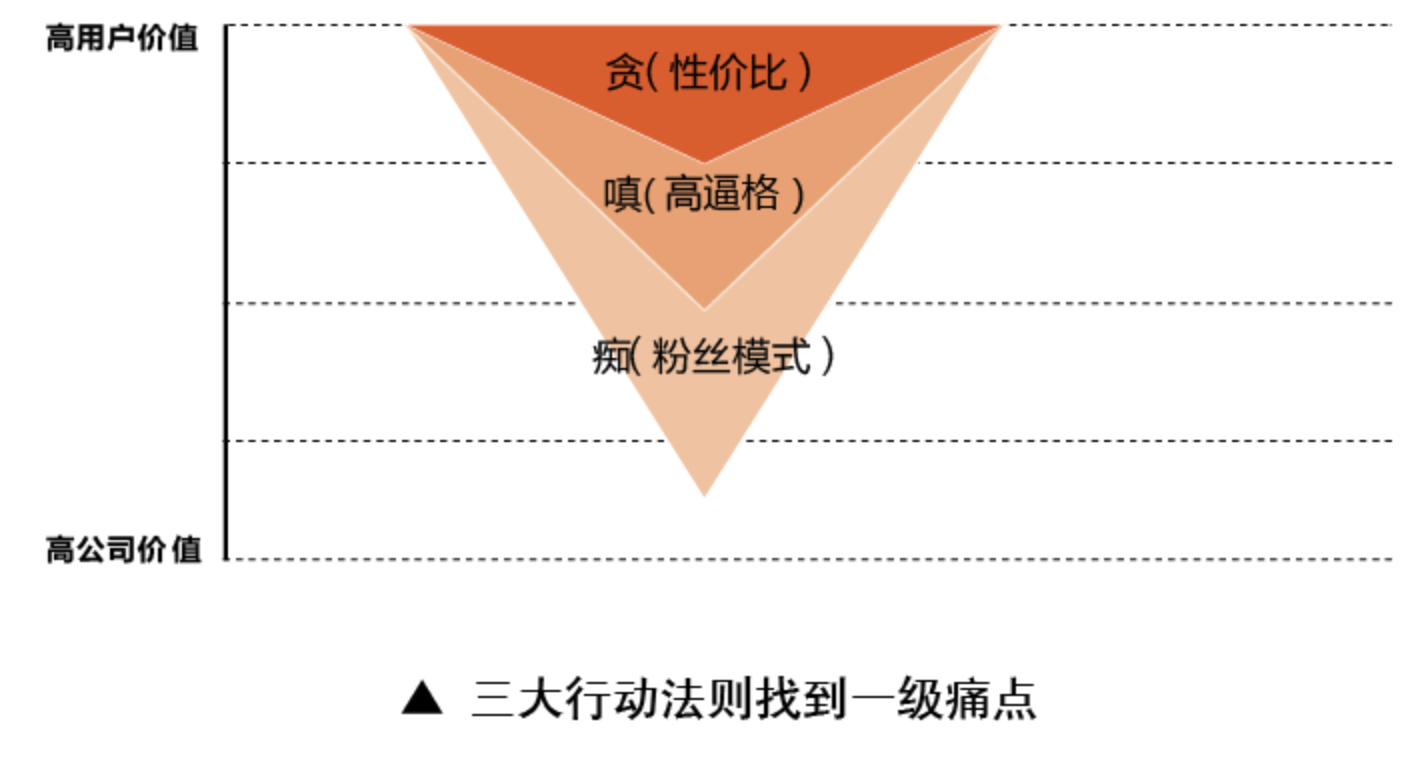 高用户价值
贪(性价比)
嗔(高逼格)
痴(粉丝模式)
高公司价值
▲ 三大行动法则找到一级痛点